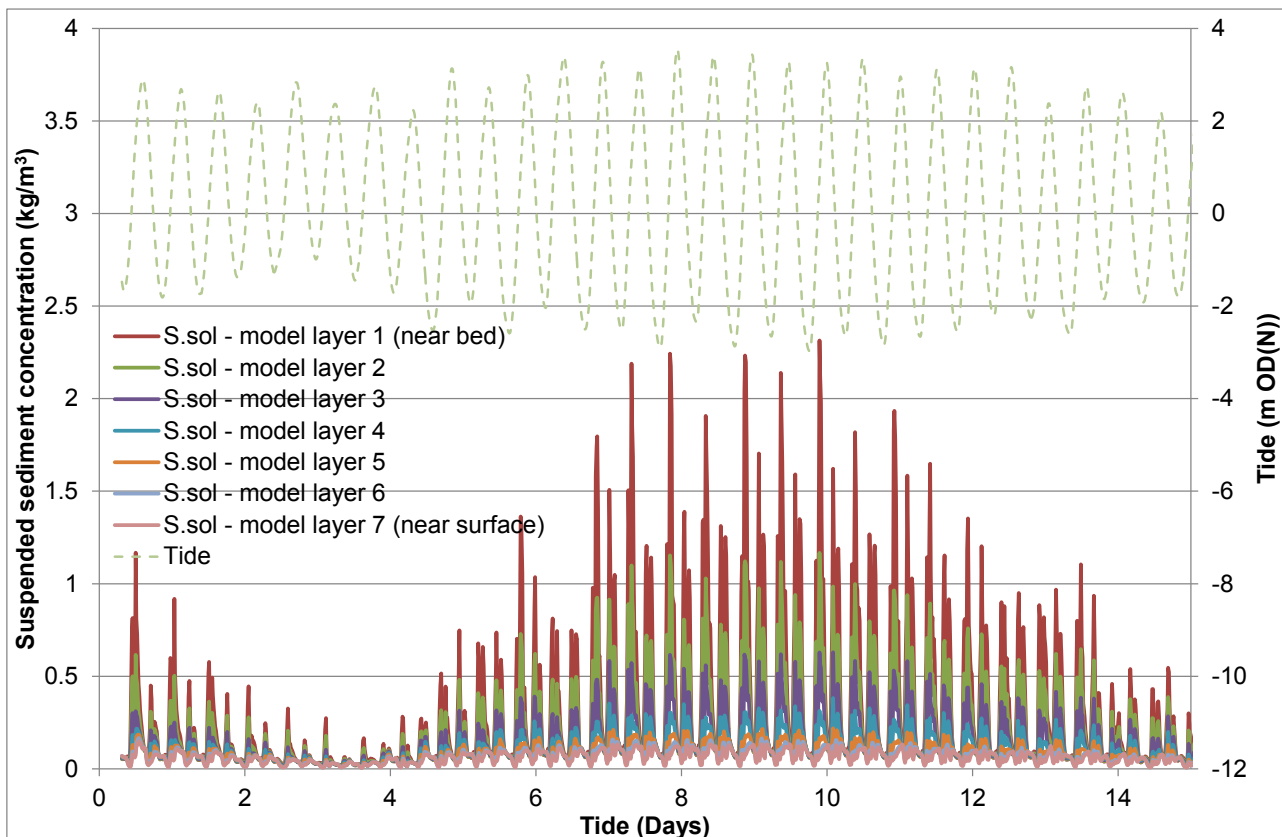 4
3.5
3
2.5
2
1.5
1
0.5
0
Suspended sediment concentration (kg/m³)
S.sol - model layer 1 (near bed)
S.sol - model layer 2
S.sol - model layer 3
S.sol - model layer 4
S.sol - model layer 5
S.sol - model layer 6
S.sol - model layer 7 (near surface)
Tide
4
2
0
-2
-4
-6
-8
-10
-12
Tide (m OD(N))
0 2 4 6 8 10 12 14
Tide (Days)